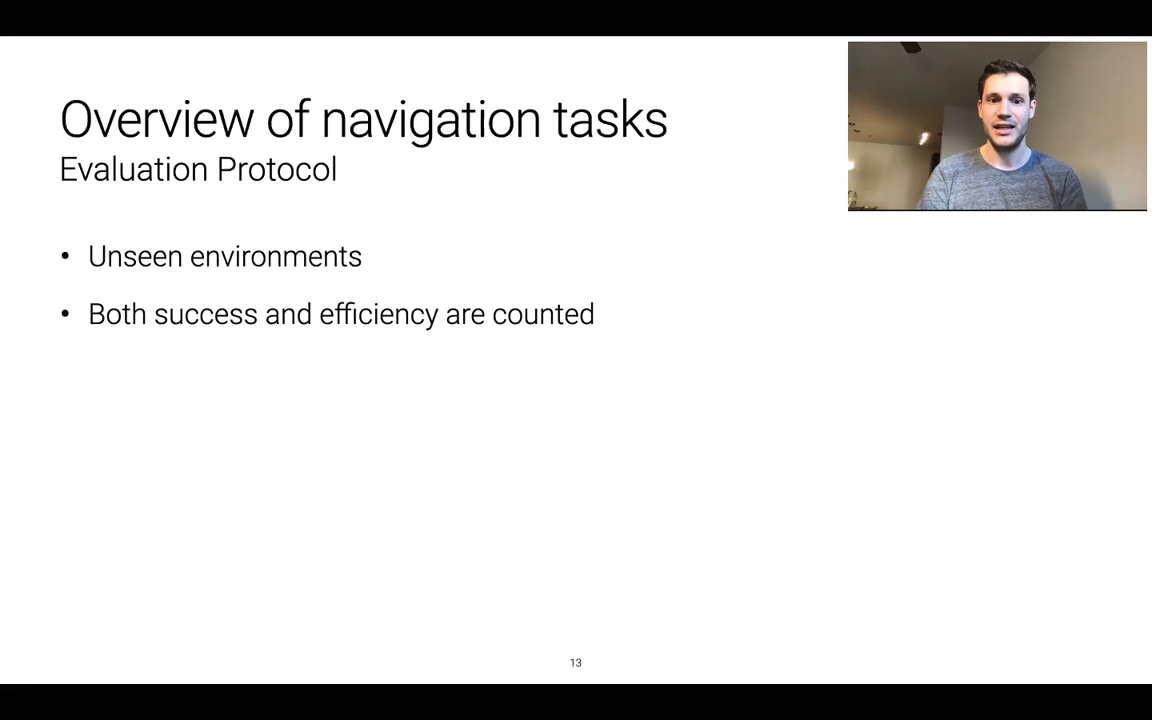 Overview of navigation tasks
Evaluation Protocol
• Unseen environments
• Both success and efficiency are counted
13